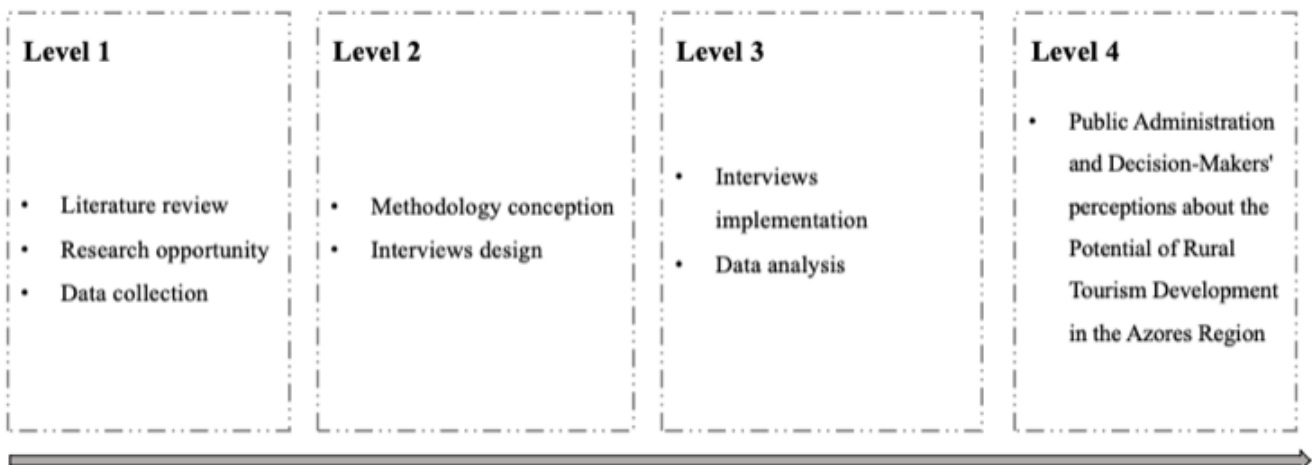 Level 1
• Literature review
• Research opportunity
• Data collection
Level 2
• Methodology conception
• Interviews design
Level 3
• Interviews
implementation
• Data analysis
Level 4
• Public Administration
and Decision-Makers'
perceptions about the
Potential of Rural
Tourism Development
in the Azores Region